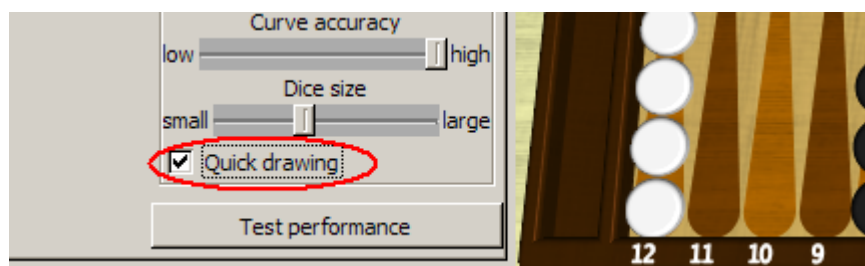 Curve accuracy
low high
Dice size
small large
Quick drawing
Test performance
12 11 10 9